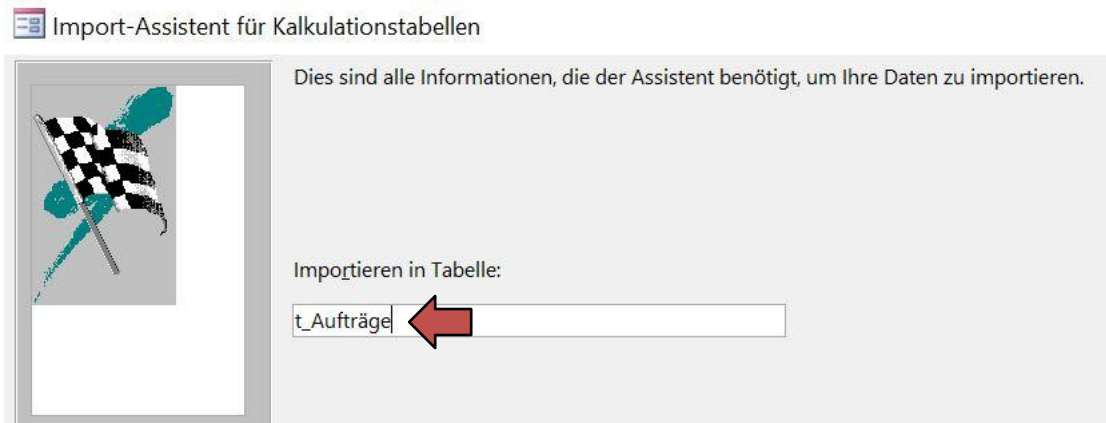 Import-Assistent für Kalkulationstabellen
Dies sind alle Informationen, die der Assistent benötigt, um Ihre Daten zu importieren.
Importieren in Tabelle:
t_Aufträge